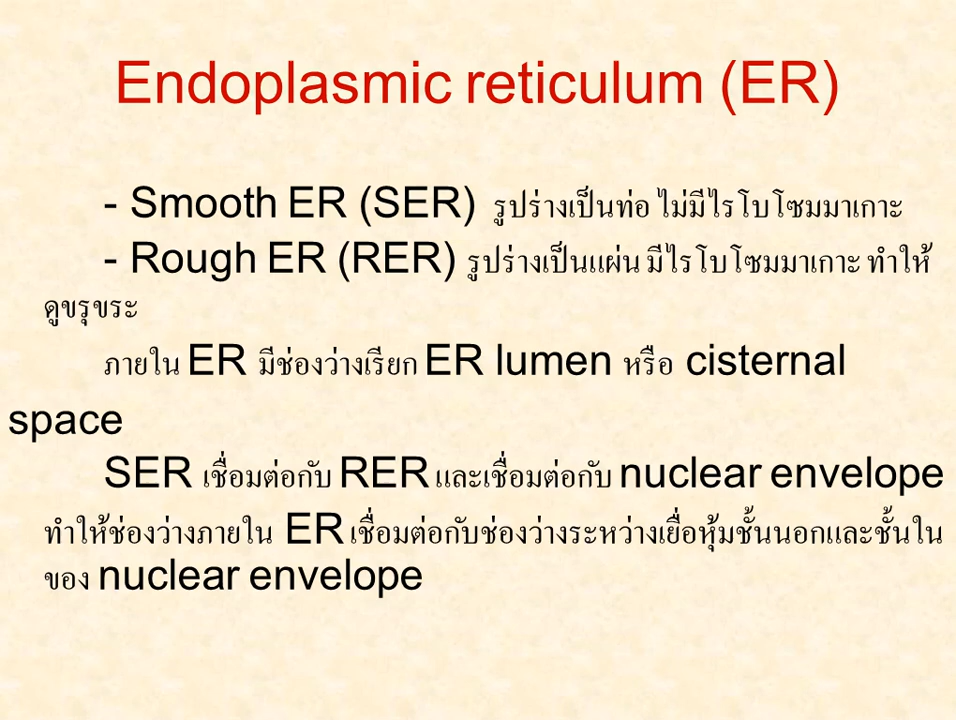 Endoplasmic reticulum (ER)
- Smooth ER (SER) รูปร่างเป็นท่อ ไม่มีไรโบโซมมาเกาะ
- Rough ER (RER) รูปร่างเป็นแผ่น มีไรโบโซมมาเกาะ ทำให้
ดูขรุขระ
ภายใน ER มีช่องว่างเรียก ER lumen หรือ cisternal
space
SER เชื่อมต่อกับ RER และเชื่อมต่อกับ nuclear envelope
ทำให้ช่องว่างภายใน ER เชื่อมต่อกับช่องว่างระหว่างเยื่อหุ้มชั้นนอกและชั้นใน
ของ nuclear envelope